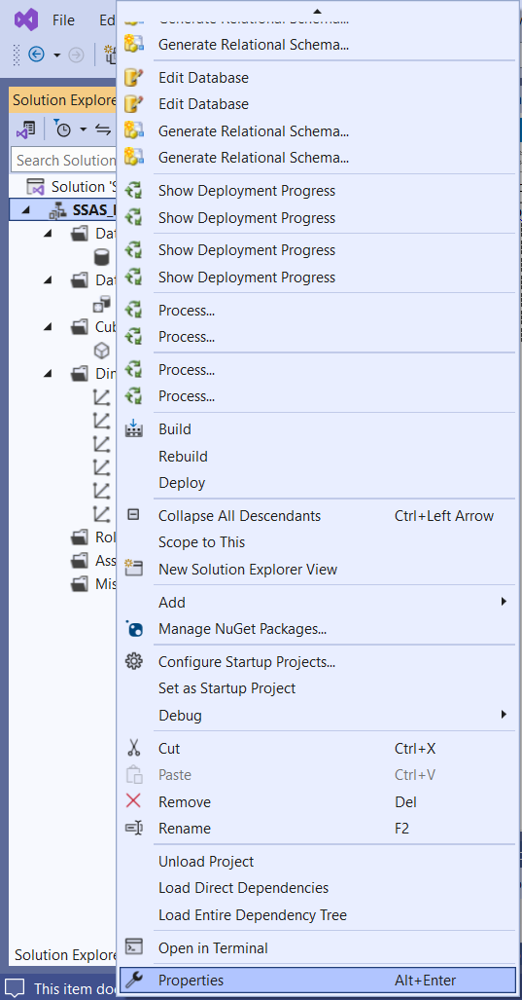 File
Ed
Generate Relational Schema...
Generate Relational Schema...
Edit Database
Edit Database
Generate Relational Schema...
Generate Relational Schema...
Show Deployment Progress
Show Deployment Progress
Show Deployment Progress
Show Deployment Progress
Process...
Process...
Process...
Process...
Build
Rebuild
Deploy
Collapse All Descendants Ctrl+Left Arrow
Scope to This
New Solution Explorer View
Add
Manage NuGet Packages...
Configure Startup Projects...
Set as Startup Project
Debug
Cut Ctrl+X
Paste Ctrl+V
Remove Del
Rename F2
Unload Project
Load Direct Dependencies
Load Entire Dependency Tree
Open in Terminal
Properties Alt+Enter
Solution Explore
Search Solution
Solution 'S
SSAS_
Dat
Dat
Cub
Dim
Rol
Ass
Mis
Solution Explore
This item do